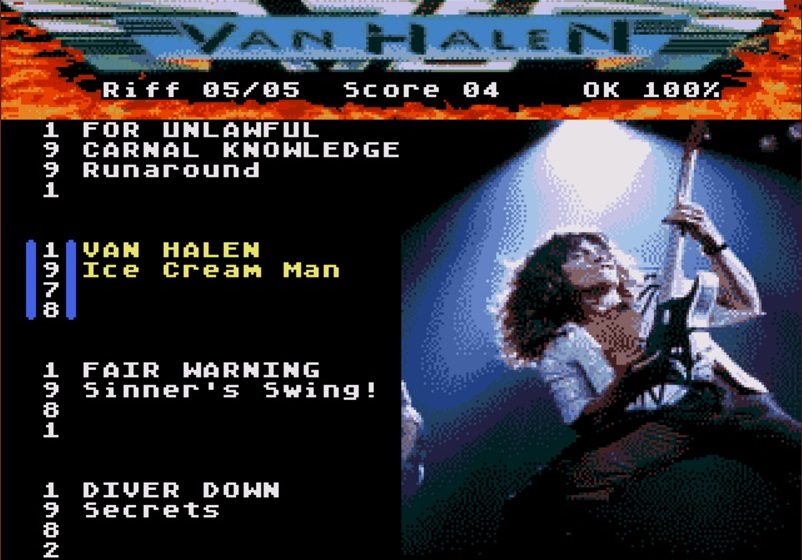 VAN HALEN
Riff 05/05 Score 04 OK 100%
1 FOR UNLAWFUL
9 CARNAL KNOWLEDGE
9 Runaround
1
1 VAN HALEN
9 Ice Cream Man
7
8
1 FAIR WARNING
9 Sinner's Swing!
8
1
1 DIVER DOWN
9 Secrets
8
2